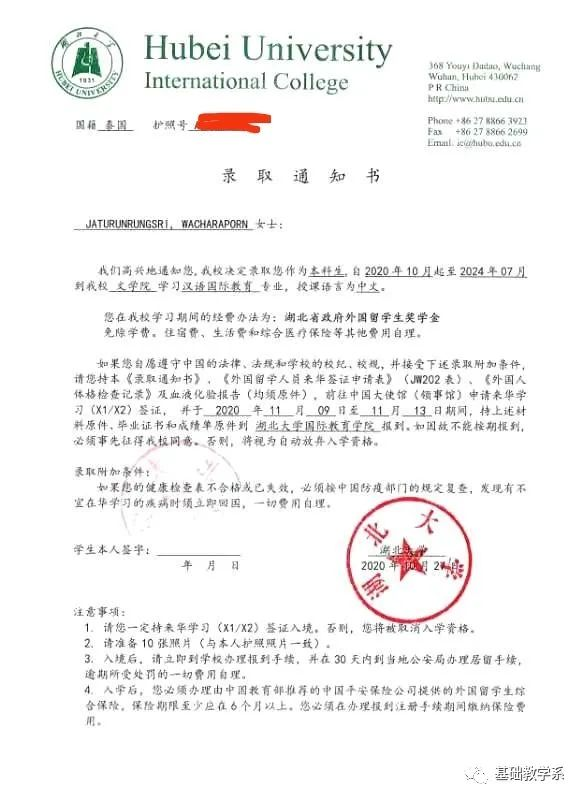 湖北大学
HUBEI UNIVERSITY
1931
Hubei University
International College
368 Youyi Dadao, Wuchang
Wuhan, Hubei 430062
P R China
http://www.hubu.edu.cn
Phone +86 27 8866 3923
Fax +86 27 8866 2699
Email: ic@hubu.edu.cn
国籍 泰国 护照号
录取通知书
JATURUNRUNGSRI, WACHARAPORN 女士:
我们高兴地通知您,我校决定录取您作为本科生,自 2020 年 10 月起至 2024 年 07 月
到我校 文学院 学习汉语国际教育 专业,授课语言为中文。
您在我校学习期间的经费办法为:湖北省政府外国留学生奖学金
免除学费。住宿费、生活费和综合医疗保险等其他费用自理。
如果您自愿遵守中国的法律、法规和学校的校纪、校规,并接受下述录取附加条件,
请您持本《录取通知书》、《外国留学人员来华签证申请表》(JW202 表)、《外国人
体格检查记录》及血液化验报告(均须原件),前往中国大使馆(领事馆)申请来华学
习(X1/X2)签证, 并于 2020 年 11 月 09 日至 11 月 13 日期间,持上述材
料原件、毕业证书和成绩单原件到 湖北大学国际教育学院 报到。如因故不能按期报到,
必须事先征得我校同意。否则,将视为自动放弃入学资格。
录取附加条件:
如果您的健康检查表不合格或已失效,必须按中国防疫部门的规定复查,发现有不
宜在华学习的疾病时须立即回国,一切费用自理。
学生本人签字:
年 月 日
湖北大学
2020 年 10 月 27 日
湖北大学
注意事项:
1. 请您一定持来华学习(X1/X2)签证入境。否则,您将被取消入学资格。
2. 请准备 10 张照片(与本人护照照片一致)。
3. 入境后,请立即到学校办理报到手续,并在 30 天内到当地公安局办理居留手续,
逾期所受处罚的一切费用自理。
4. 入学后,您必须办理由中国教育部推荐的中国平安保险公司提供的外国留学生综
合保险,保险期限至少应在 6 个月以上。您必须在办理报到注册手续期间缴纳保险费
用。
基础教学系